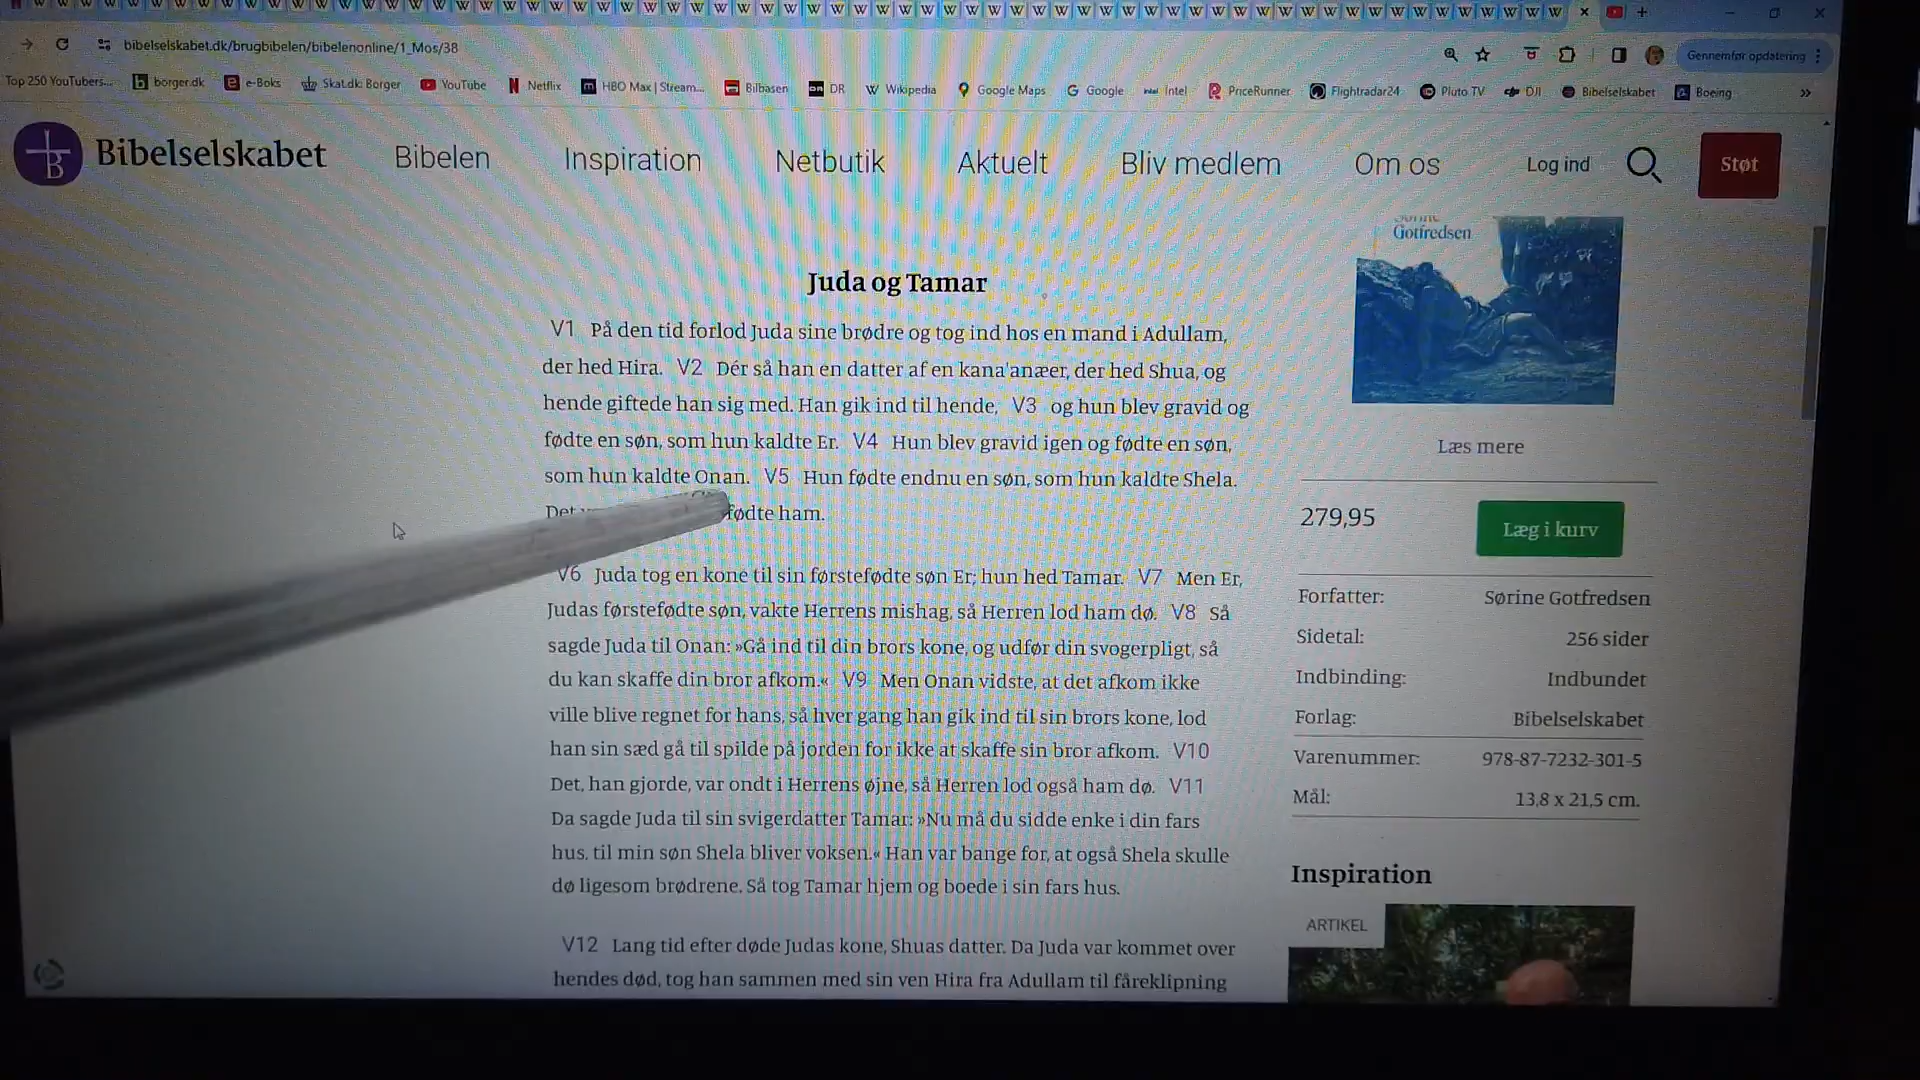 bibelselskabet.dk/brugbibelen/bibelenonline/1_Mos/38
Gennemfør opdatering
Top 250 YouTubers... borger.dk e-Boks Skat.dk: Borger YouTube Netflix HBO Max | Stream... Bilbasen DR Wikipedia Google Maps Google Intel PriceRunner Flightradar24 Pluto TV DJI Bibelselskabet Boeing
Bibelselskabet Bibelen Inspiration Netbutik Aktuelt Bliv medlem Om os Log ind Støt
Gotfredsen
Juda og Tamar
V1 På den tid forlod Juda sine brødre og tog ind hos en mand i Adullam,
der hed Hira. V2 Dér så han en datter af en kana'anæer, der hed Shua, og
hende giftede han sig med. Han gik ind til hende, V3 og hun blev gravid og
fødte en søn, som hun kaldte Er. V4 Hun blev gravid igen og fødte en søn,
som hun kaldte Onan. V5 Hun fødte endnu en søn, som hun kaldte Shela.
Det fødte ham.
V6 Juda tog en kone til sin førstefødte søn Er; hun hed Tamar. V7 Men Er,
Judas førstefødte søn, vakte Herrens mishag, så Herren lod ham dø. V8 Så
sagde Juda til Onan: »Gå ind til din brors kone, og udfør din svogerpligt, så
du kan skaffe din bror afkom.« V9 Men Onan vidste, at det afkom ikke
ville blive regnet for hans, så hver gang han gik ind til sin brors kone, lod
han sin sæd gå til spilde på jorden for ikke at skaffe sin bror afkom. V10
Det, han gjorde, var ondt i Herrens øjne, så Herren lod også ham dø. V11
Da sagde Juda til sin svigerdatter Tamar: »Nu må du sidde enke i din fars
hus, til min søn Shela bliver voksen.« Han var bange for, at også Shela skulle
dø ligesom brødrene. Så tog Tamar hjem og boede i sin fars hus.
V12 Lang tid efter døde Judas kone, Shuas datter. Da Juda var kommet over
hendes død, tog han sammen med sin ven Hira fra Adullam til fåreklipning
Læs mere
279,95 Læg i kurv
Forfatter: Sørine Gotfredsen
Sidetal: 256 sider
Indbinding: Indbundet
Forlag: Bibelselskabet
Varenummer: 978-87-7232-301-5
Mål: 13,8 x 21,5 cm.
Inspiration
ARTIKEL